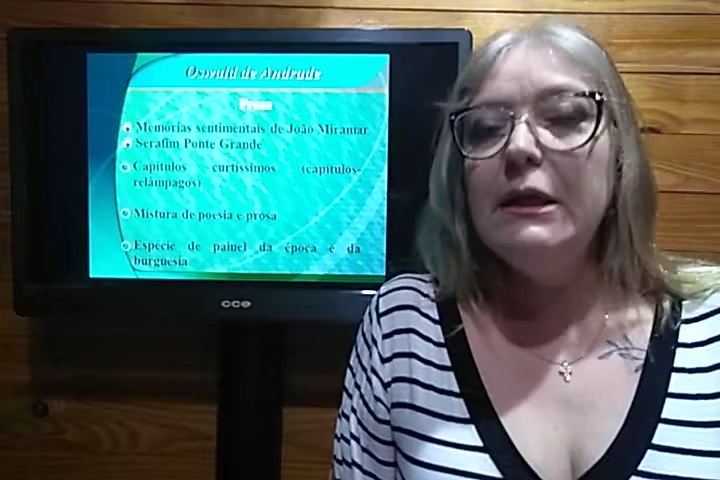 Oswald de Andrade
Prosa
Memórias sentimentais de João Miramar
Serafim Ponte Grande
Capítulos curtíssimos (capítulos-
relâmpagos)
Mistura de poesia e prosa
Espécie de painel da época e da
burguesia
cce